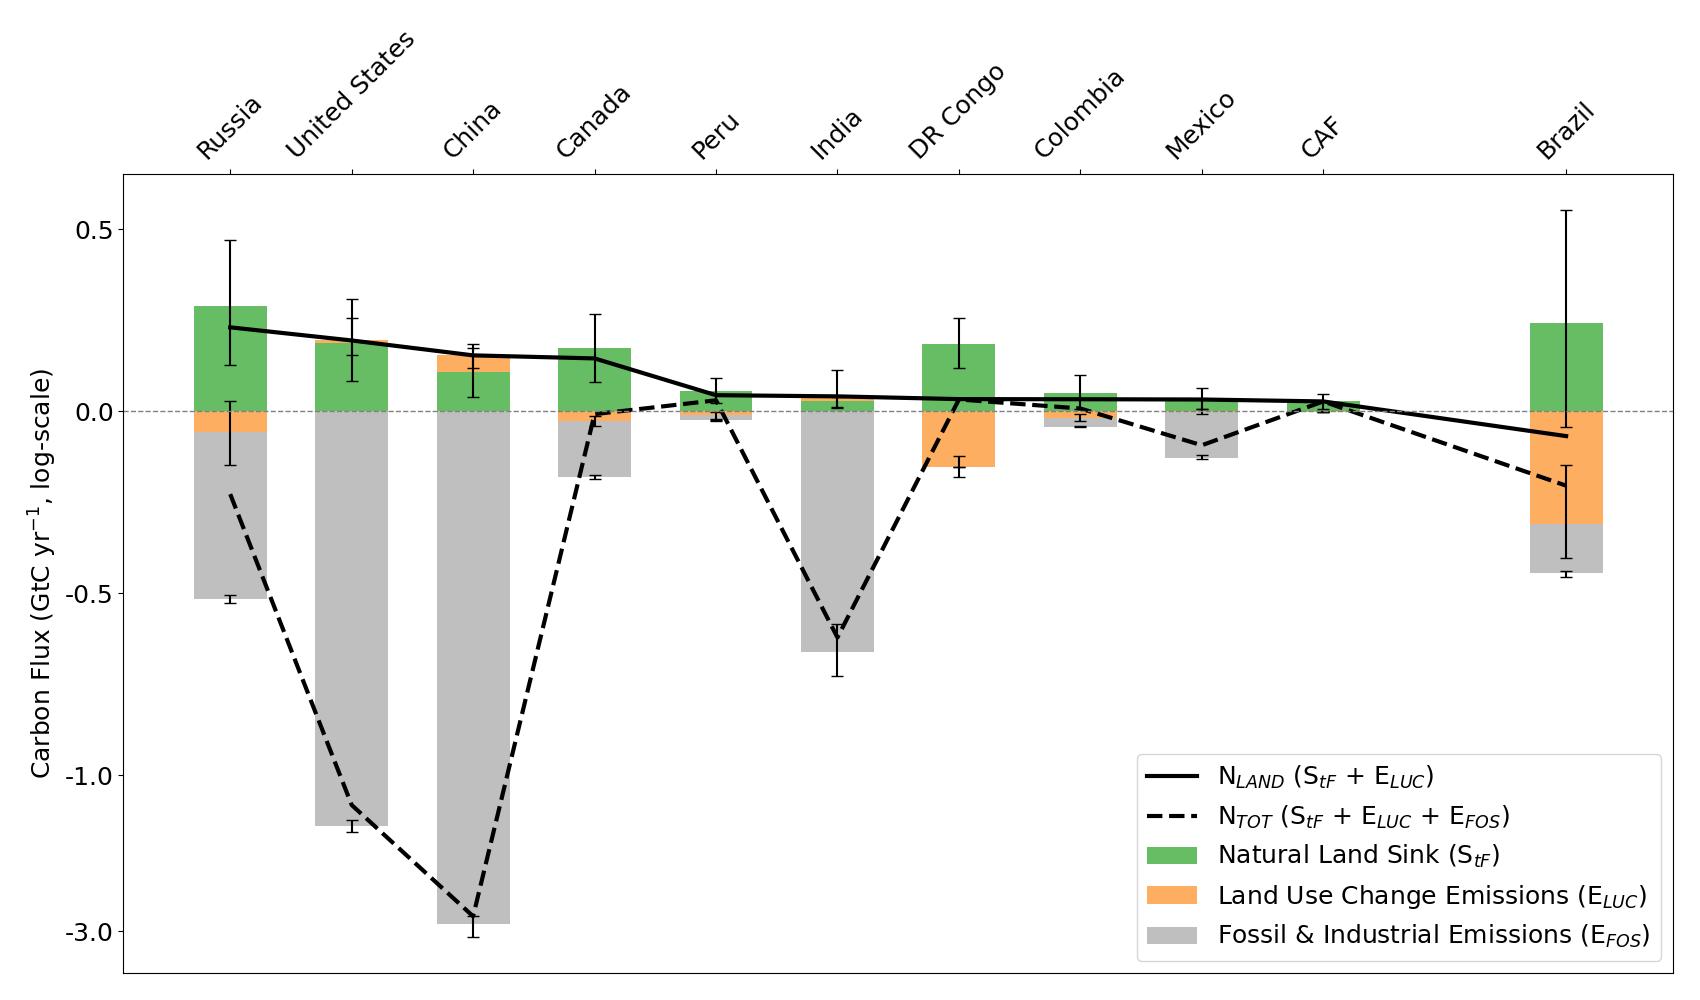 Russia
United States
China
Canada
Peru
India
DR Congo
Colombia
Mexico
CAF
Brazil
Carbon Flux (GtC yr⁻¹, log-scale)
0.5
0.0
-0.5
-1.0
-3.0
N_LAND (S_tF + E_LUC)
N_TOT (S_tF + E_LUC + E_FOS)
Natural Land Sink (S_tF)
Land Use Change Emissions (E_LUC)
Fossil & Industrial Emissions (E_FOS)